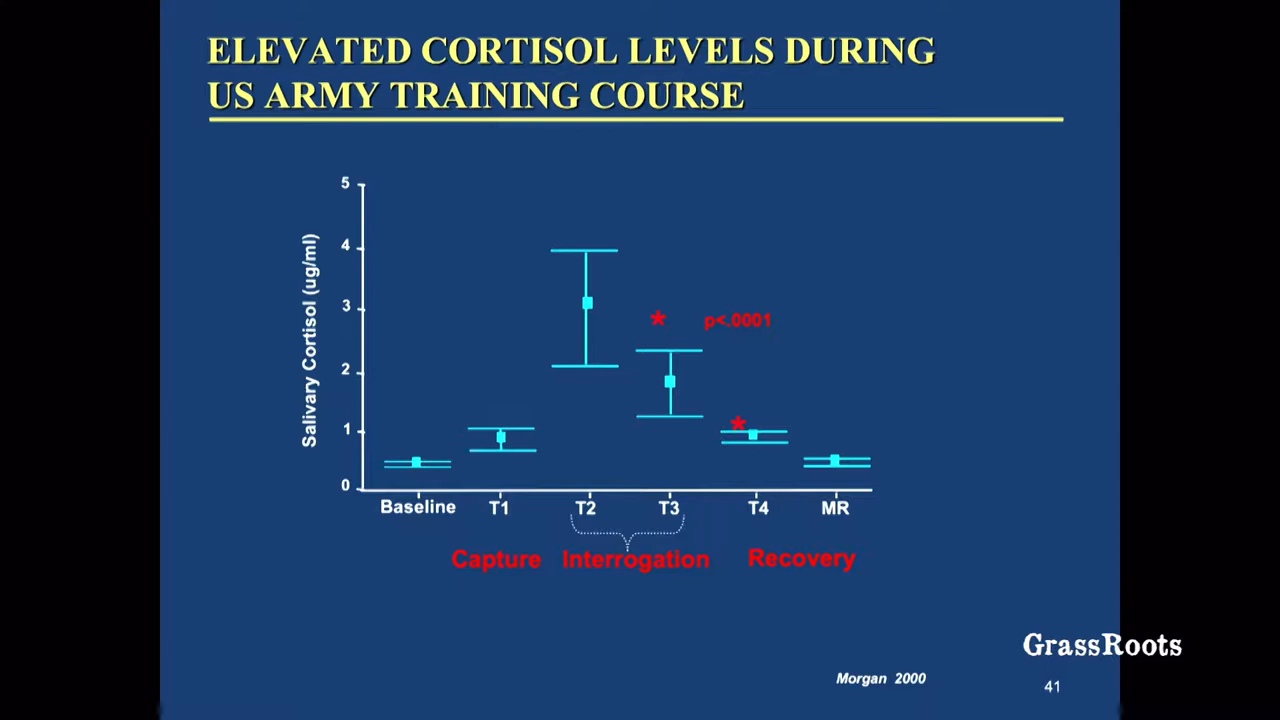 ELEVATED CORTISOL LEVELS DURING
US ARMY TRAINING COURSE
Salivary Cortisol (ug/ml)
5
4
3
2
1
0
* p<.0001
*
Baseline T1 T2 T3 T4 MR
Capture Interrogation Recovery
GrassRoots
Morgan 2000
41